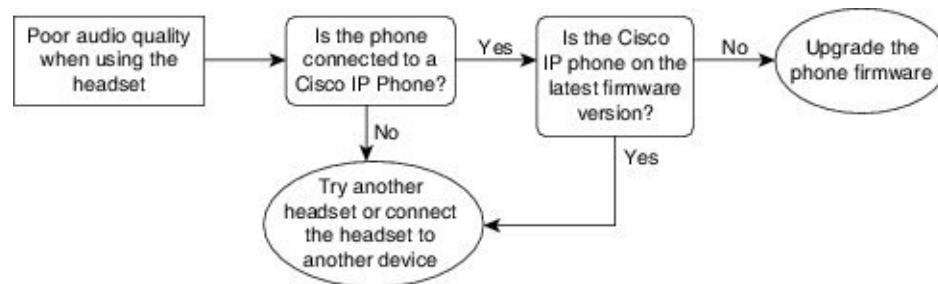 Poor audio quality
when using the
headset
Is the phone
connected to a
Cisco IP Phone?
Yes
Is the Cisco
IP phone on the
latest firmware
version?
No
Upgrade the
phone firmware
No
Yes
Try another
headset or connect
the headset to
another device